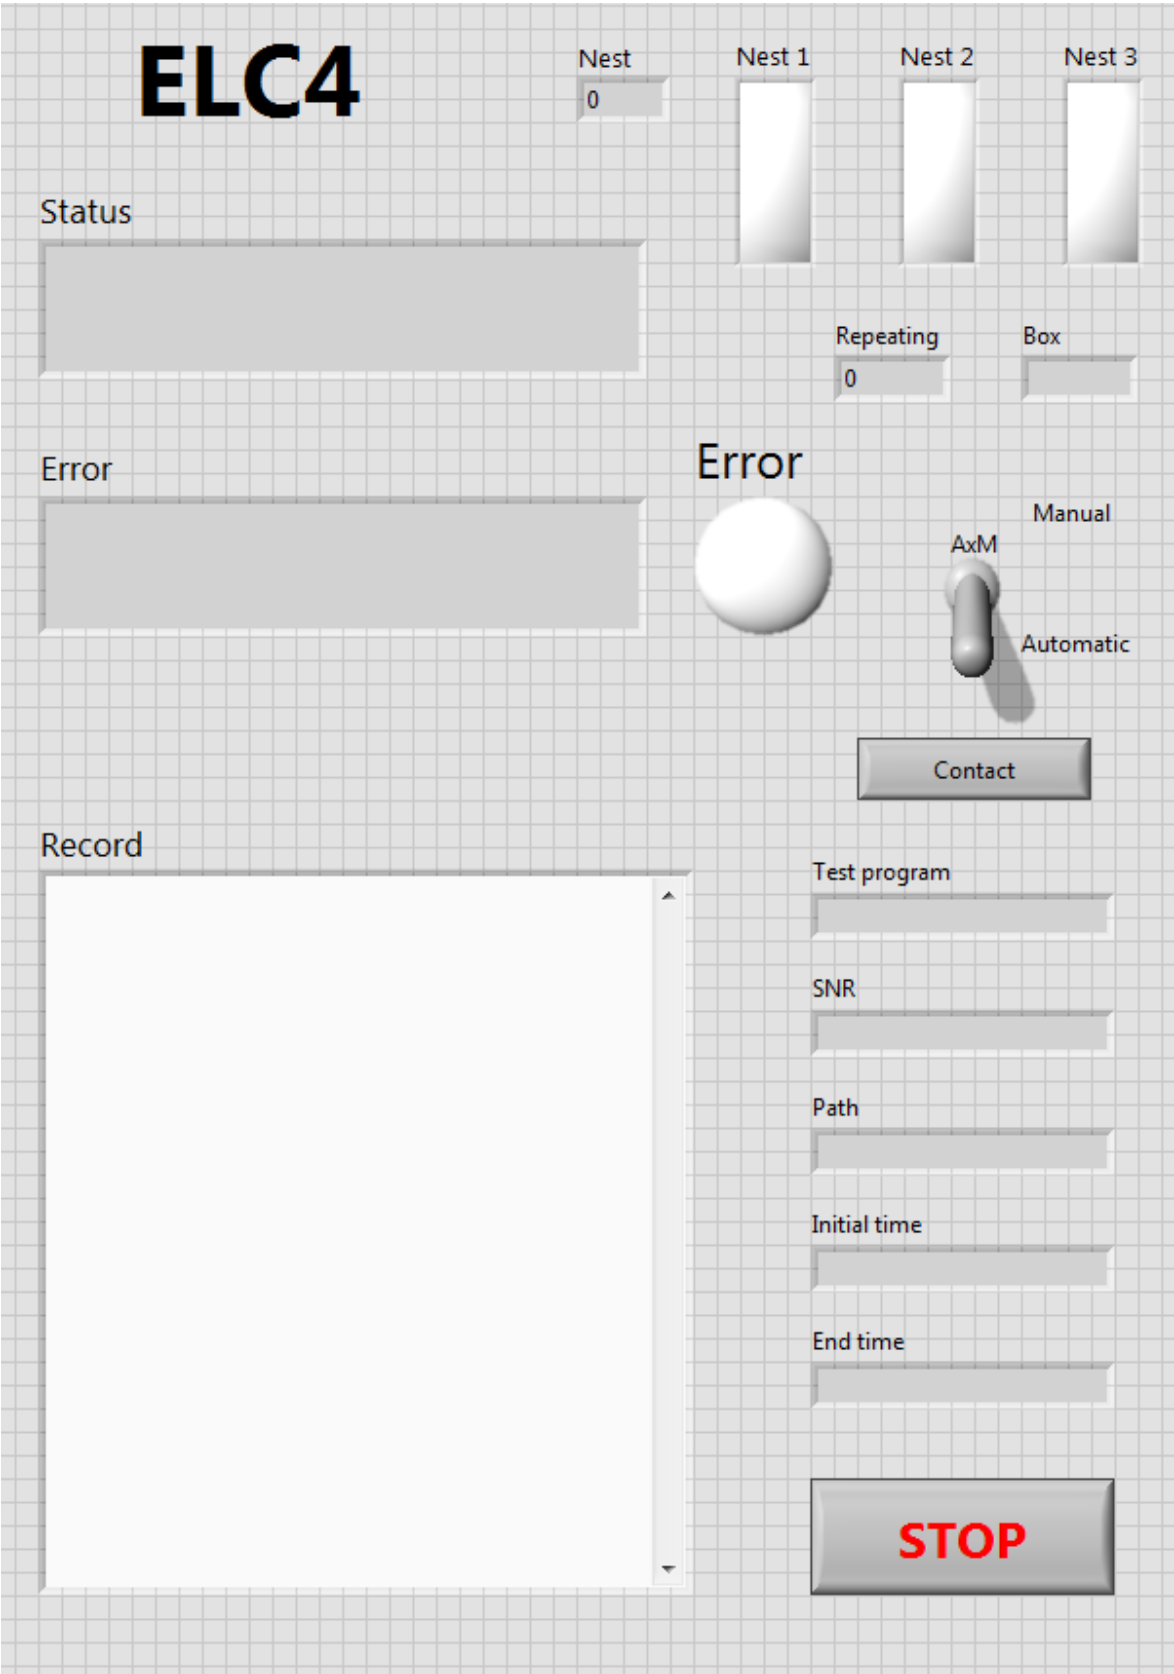 ELC4
Nest
0
Nest 1
Nest 2
Nest 3
Status
Repeating
0
Box
Error
Error
Manual
AxM
Automatic
Contact
Record
Test program
SNR
Path
Initial time
End time
STOP